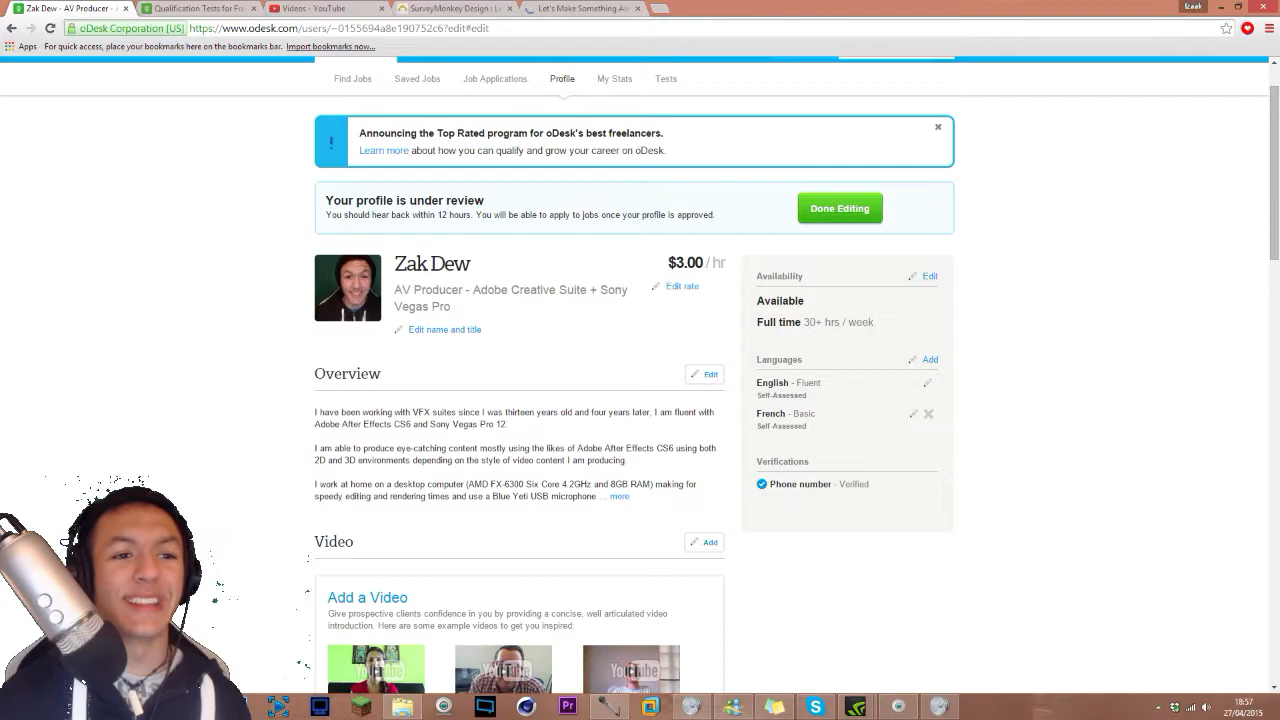 Zak Dew - AV Producer -
Qualification Tests for Fre
Videos - YouTube
SurveyMonkey Design : Lo
Let's Make Something Am
Izaak
oDesk Corporation [US]
https://www.odesk.com/users/~0155694a8e190752c6?edit#edit
Apps
For quick access, place your bookmarks here on the bookmarks bar.
Import bookmarks now...
Find Jobs
Saved Jobs
Job Applications
Profile
My Stats
Tests
!
Announcing the Top Rated program for oDesk's best freelancers.
Learn more about how you can qualify and grow your career on oDesk.
Your profile is under review
You should hear back within 12 hours. You will be able to apply to jobs once your profile is approved.
Done Editing
Zak Dew
$3.00 / hr
AV Producer - Adobe Creative Suite + Sony
Vegas Pro
Edit rate
Edit name and title
Overview
Edit
I have been working with VFX suites since I was thirteen years old and four years later, I am fluent with
Adobe After Effects CS6 and Sony Vegas Pro 12.
I am able to produce eye-catching content mostly using the likes of Adobe After Effects CS6 using both
2D and 3D environments depending on the style of video content I am producing.
I work at home on a desktop computer (AMD FX-6300 Six Core 4.2GHz and 8GB RAM) making for
speedy editing and rendering times and use a Blue Yeti USB microphone ... more
Video
Add
Add a Video
Give prospective clients confidence in you by providing a concise, well articulated video
introduction. Here are some example videos to get you inspired:
YouTube
YouTube
YouTube
Availability
Edit
Available
Full time 30+ hrs / week
Languages
Add
English - Fluent
Self-Assessed
French - Basic
Self-Assessed
Verifications
Phone number - Verified
Pr
18:57
27/04/2015